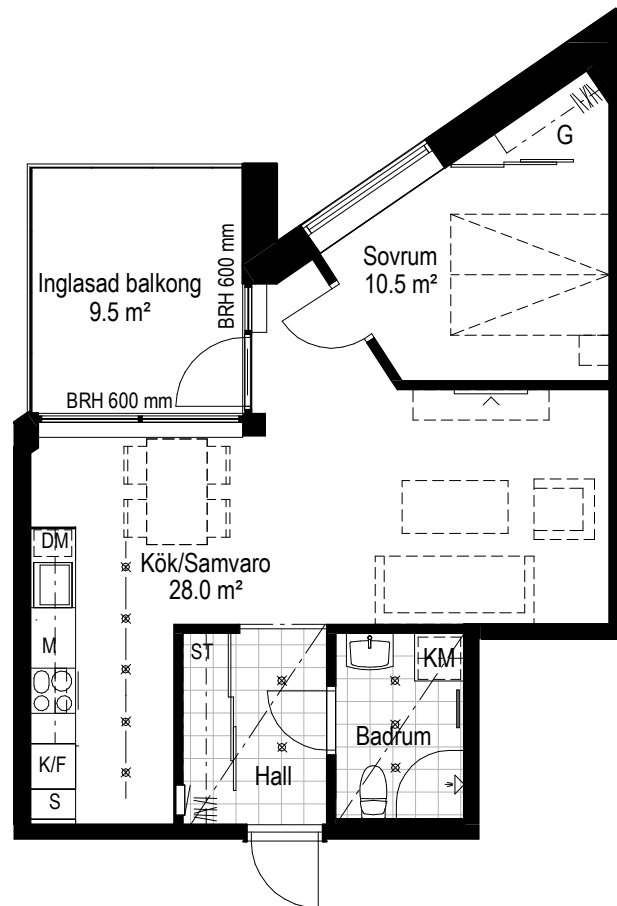 G
Sovrum
10.5 m²
Inglasad balkong
9.5 m²
BRH 600 mm
BRH 600 mm
DM
Kök/Samvaro
28.0 m²
M
ST
KM
Badrum
K/F
Hall
S